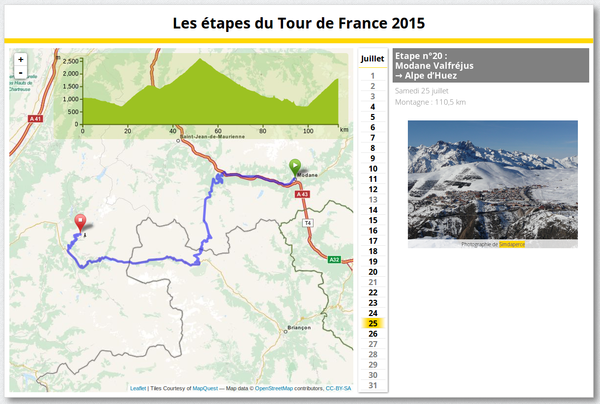 Les étapes du Tour de France 2015
+
-
m
2,500
2,000
1,500
1,000
500
0
0
20
40
60
80
100
km
A 41
Saint-Jean-de-Maurienne
Modane
A 43
T4
A32
Briançon
Leaflet | Tiles Courtesy of MapQuest — Map data © OpenStreetMap contributors, CC-BY-SA
Juillet
1
2
3
4
5
6
7
8
9
10
11
12
13
14
15
16
17
18
19
20
21
22
23
24
25
26
27
28
29
30
31
Etape n°20 :
Modane Valfréjus
→ Alpe d’Huez
Samedi 25 juillet
Montagne : 110,5 km
Photographie de